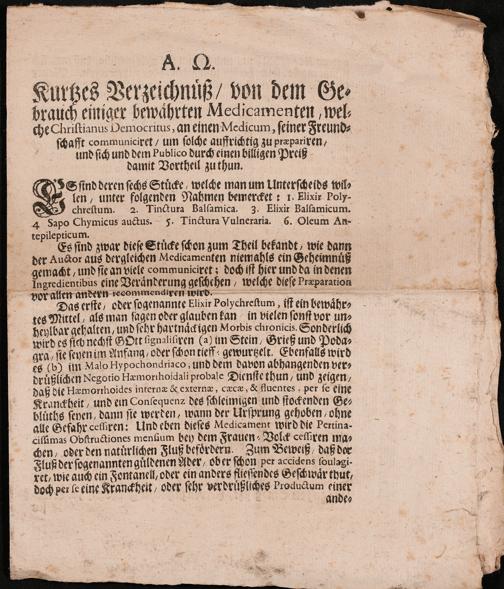 A. Ω.
Kurtzes Verzeichnüß / von dem Ge-
brauch einiger bewährten Medicamenten, wel-
che Christianus Democritus, an einen Medicum, seiner Freund-
schafft communiciret / um solche auffrichtig zu præpariren,
und sich und dem Publico durch einen billigen Preiß
damit Vortheil zu thun.
ES sind deren sechs Stücke / welche man um Unterscheids wil-
len / unter folgenden Nahmen bemercket : 1. Elixir Poly-
chrestum. 2. Tinctura Balsamica. 3. Elixir Balsamicum.
4 Sapo Chymicus auctus. 5. Tinctura Vulneraria. 6. Oleum An-
tepilepticum.
Es sind zwar diese Stücke schon zum Theil bekandt / wie dann
der Auctor aus dergleichen Medicamenten niemahls ein Geheimnüß
gemacht / und sie an viele communiciret ; doch ist hier und da in denen
Ingredientibus eine Veränderung geschehen / welche diese Præparation
vor allen andern recommendiren wird.
Das erste / oder sogenannte Elixir Polychrestum, ist ein bewähr-
tes Mittel / als man sagen oder glauben kan / in vielen sonst vor un-
heylbar gehalten / und sehr hartnäckigen Morbis chronicis. Sonderlich
wird es sich nechst GOtt signalisiren (a) im Stein / Grieß und Poda-
gra, sie seyen im Anfang / oder schon tieff-gewurzelt. Ebenfalls wird
es (b) im Malo Hypochondriaco, und dem davon abhangenden ver-
drüßlichen Negotio Hæmorrhoidali probale Dienste thun / und zeigen /
daß die Hæmorrhoides internæ & externæ, cæcæ, & fluentes, per se eine
Kranckheit / und ein Consequenz des schleimigen und stockenden Ge-
blüths seyen / dann sie werden / wann der Ursprung gehoben / ohne
alle Gefahr cessiren: Und eben dieses Medicament wird die Pertina-
cissimas Obstructiones mensium bey dem Frauen-Volck cessiren ma-
chen / oder den natürlichen Fluß befördern. Zum Beweiß / daß der
Fluß der sogenannten güldenen Ader / ob er schon per accidens soulagi-
ret / wie auch ein Fontanell, oder ein anders fliessendes Geschwär thut /
doch per se eine Kranckheit / oder sehr verdrüßliches Productum einer
ande-